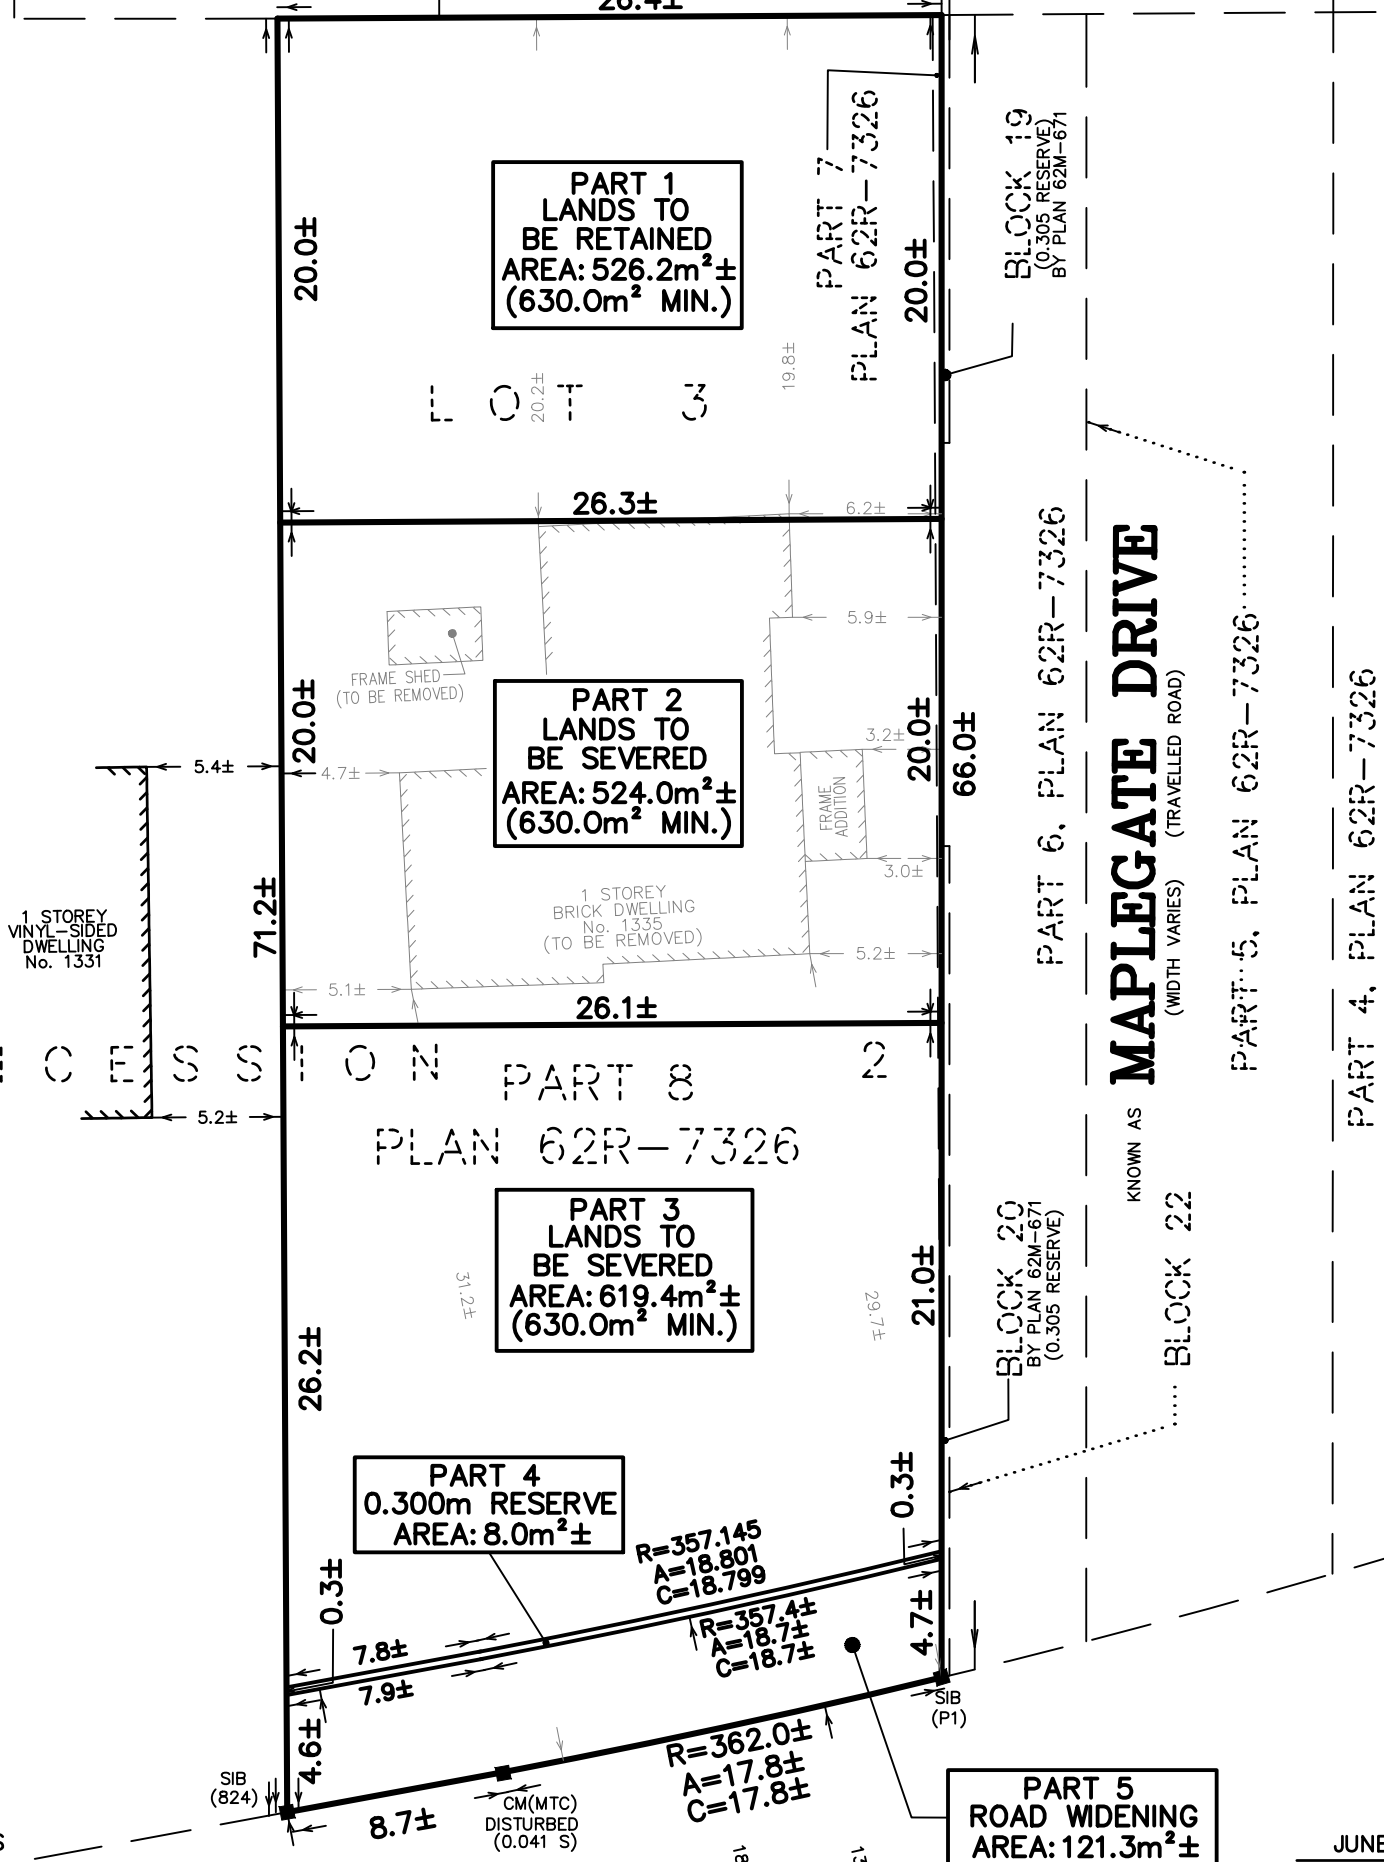 26.4±
PART 1
LANDS TO
BE RETAINED
AREA: 526.2m²±
(630.0m² MIN.)
20.0±
20.0±
PART 7
PLAN 62R-7326
BLOCK 19
(0.305 RESERVE)
BY PLAN 62M-671
LOT 3
20.2±
19.8±
26.3±
6.2±
5.9±
FRAME SHED
(TO BE REMOVED)
PART 2
LANDS TO
BE SEVERED
AREA: 524.0m²±
(630.0m² MIN.)
20.0±
20.0±
3.2±
66.0±
4.7±
5.4±
FRAME
ADDITION
3.0±
71.2±
1 STOREY
VINYL-SIDED
DWELLING
No. 1331
1 STOREY
BRICK DWELLING
No. 1335
(TO BE REMOVED)
5.2±
5.1±
26.1±
PART 6, PLAN 62R-7326
KNOWN AS MAPLEGATE DRIVE
(WIDTH VARIES) (TRAVELLED ROAD)
PART 5, PLAN 62R-7326
PART 4, PLAN 62R-7326
CESSION 2
5.2±
PART 8
PLAN 62R-7326
PART 3
LANDS TO
BE SEVERED
AREA: 619.4m²±
(630.0m² MIN.)
31.2±
29.7±
26.2±
21.0±
BLOCK 20
BY PLAN 62M-671
(0.305 RESERVE)
BLOCK 22
PART 4
0.300m RESERVE
AREA: 8.0m²±
0.3±
0.3±
R=357.145
A=18.801
C=18.799
R=357.4±
A=18.7±
C=18.7±
7.8±
7.9±
4.7±
4.6±
SIB
(P1)
SIB
(824)
R=362.0±
A=17.8±
C=17.8±
8.7±
CM(MTC)
DISTURBED
(0.041 S)
PART 5
ROAD WIDENING
AREA: 121.3m²±
JUNE